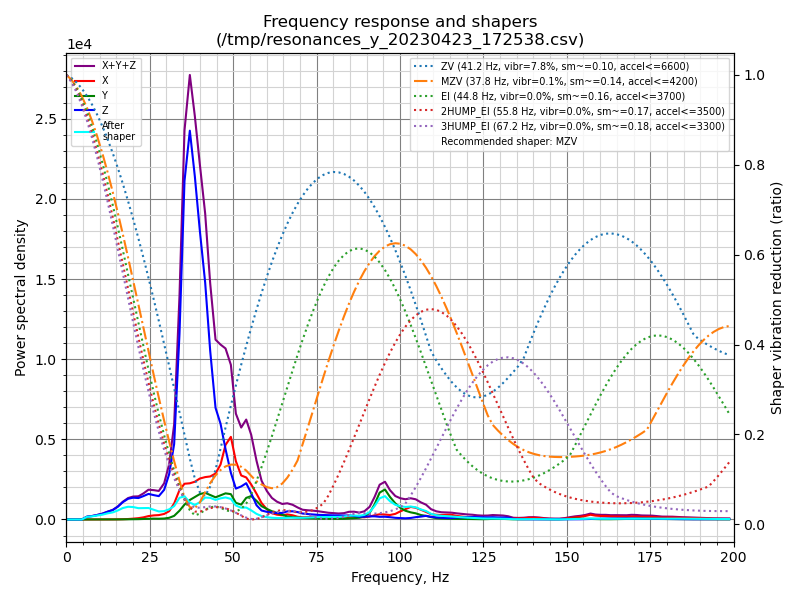 Frequency response and shapers
(/tmp/resonances_y_20230423_172538.csv)
1e4
X+Y+Z
X
Y
Z
After
shaper
ZV (41.2 Hz, vibr=7.8%, sm~=0.10, accel<=6600)
MZV (37.8 Hz, vibr=0.1%, sm~=0.14, accel<=4200)
EI (44.8 Hz, vibr=0.0%, sm~=0.16, accel<=3700)
2HUMP_EI (55.8 Hz, vibr=0.0%, sm~=0.17, accel<=3500)
3HUMP_EI (67.2 Hz, vibr=0.0%, sm~=0.18, accel<=3300)
Recommended shaper: MZV
Power spectral density
2.5
2.0
1.5
1.0
0.5
0.0
1.0
0.8
0.6
0.4
0.2
0.0
Shaper vibration reduction (ratio)
0 25 50 75 100 125 150 175 200
Frequency, Hz